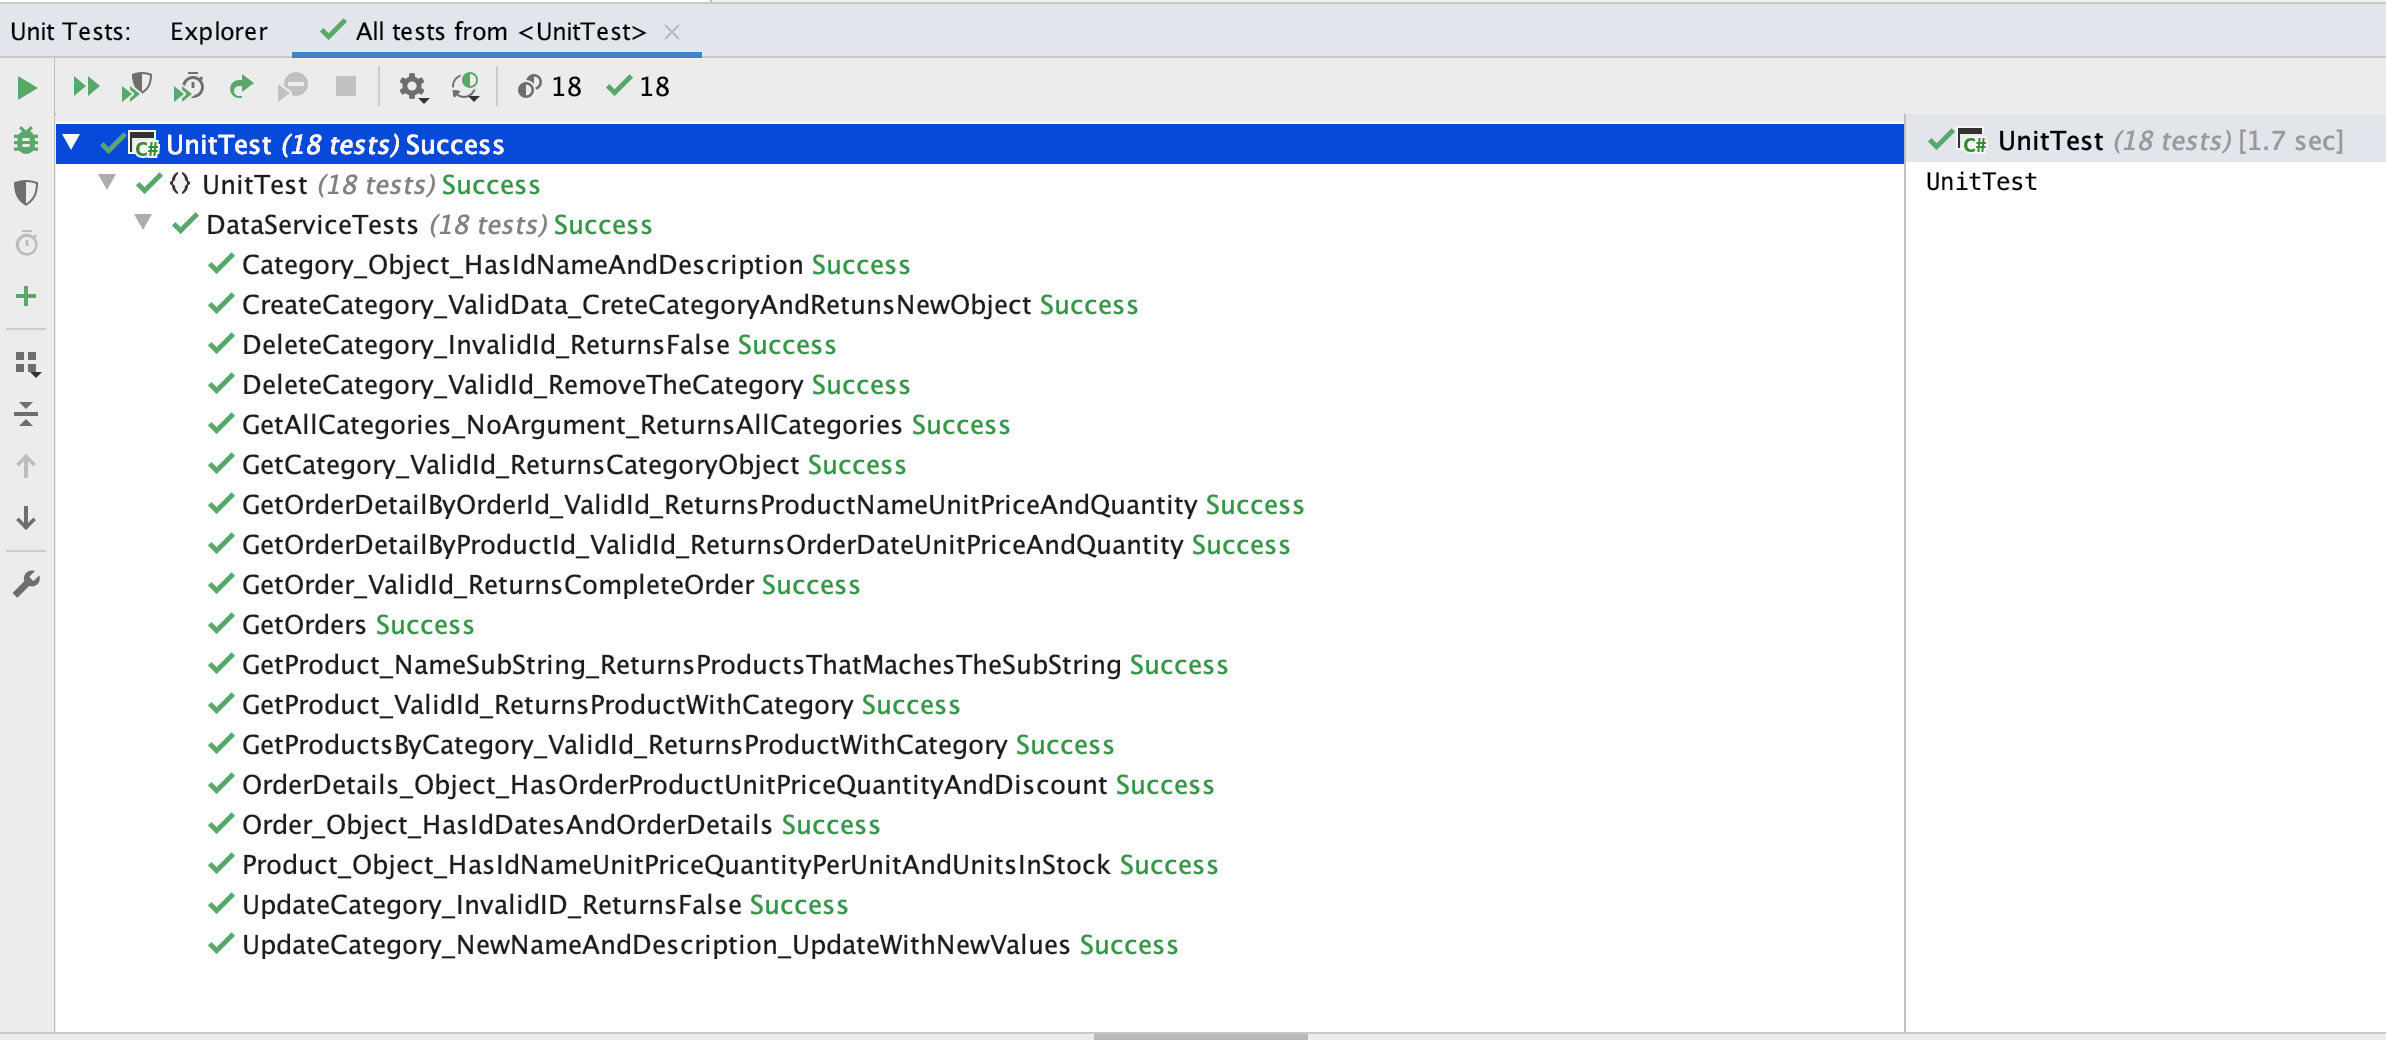 Unit Tests: Explorer All tests from <UnitTest>
18 18
C# UnitTest (18 tests) Success
UnitTest (18 tests) Success
DataServiceTests (18 tests) Success
Category_Object_HasIdNameAndDescription Success
CreateCategory_ValidData_CreteCategoryAndRetunsNewObject Success
DeleteCategory_InvalidId_ReturnsFalse Success
DeleteCategory_ValidId_RemoveTheCategory Success
GetAllCategories_NoArgument_ReturnsAllCategories Success
GetCategory_ValidId_ReturnsCategoryObject Success
GetOrderDetailByOrderId_ValidId_ReturnsProductNameUnitPriceAndQuantity Success
GetOrderDetailByProductId_ValidId_ReturnsOrderDateUnitPriceAndQuantity Success
GetOrder_ValidId_ReturnsCompleteOrder Success
GetOrders Success
GetProduct_NameSubString_ReturnsProductsThatMachesTheSubString Success
GetProduct_ValidId_ReturnsProductWithCategory Success
GetProductsByCategory_ValidId_ReturnsProductWithCategory Success
OrderDetails_Object_HasOrderProductUnitPriceQuantityAndDiscount Success
Order_Object_HasIdDatesAndOrderDetails Success
Product_Object_HasIdNameUnitPriceQuantityPerUnitAndUnitsInStock Success
UpdateCategory_InvalidID_ReturnsFalse Success
UpdateCategory_NewNameAndDescription_UpdateWithNewValues Success
C# UnitTest (18 tests) [1.7 sec]
UnitTest